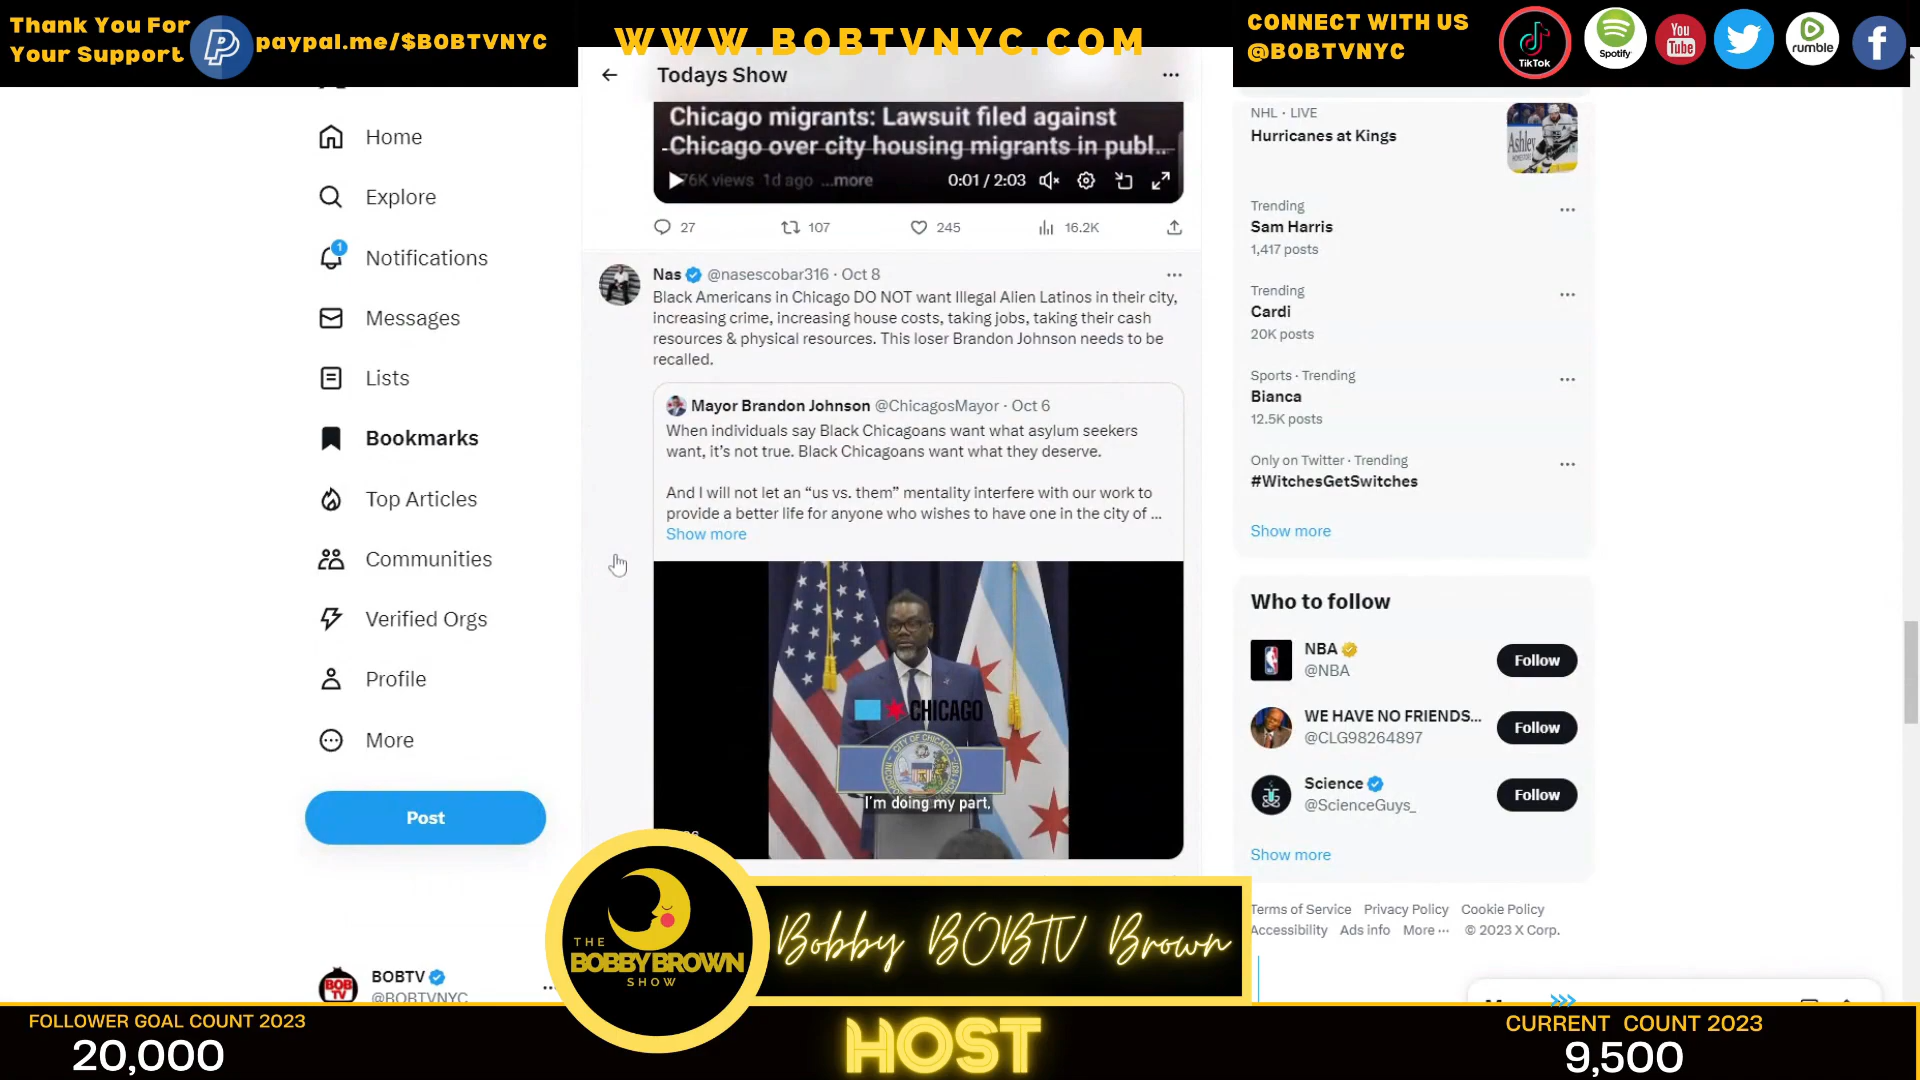 Thank You For
Your Support
paypal.me/$BOBTVNYC
WWW.BOBTVNYC.COM
CONNECT WITH US
@BOBTVNYC
TikTok
Spotify
You
Tube
rumble
Todays Show
Home
Explore
1
Notifications
Messages
Lists
Bookmarks
Top Articles
Communities
Verified Orgs
Profile
More
Post
BOBTV
@BOBTVNYC
Chicago migrants: Lawsuit filed against
Chicago over city housing migrants in publ..
76K views 1d ago ...more
0:01 / 2:03
27 107 245 16.2K
Nas @nasescobar316 · Oct 8
Black Americans in Chicago DO NOT want Illegal Alien Latinos in their city,
increasing crime, increasing house costs, taking jobs, taking their cash
resources & physical resources. This loser Brandon Johnson needs to be
recalled.
Mayor Brandon Johnson @ChicagosMayor · Oct 6
When individuals say Black Chicagoans want what asylum seekers
want, it's not true. Black Chicagoans want what they deserve.
And I will not let an “us vs. them” mentality interfere with our work to
provide a better life for anyone who wishes to have one in the city of ...
Show more
CHICAGO
CITY OF CHICAGO
I'm doing my part.
NHL · LIVE
Hurricanes at Kings
Ashley
Trending
Sam Harris
1,417 posts
Trending
Cardi
20K posts
Sports · Trending
Bianca
12.5K posts
Only on Twitter · Trending
#WitchesGetSwitches
Show more
Who to follow
NBA
@NBA
Follow
WE HAVE NO FRIENDS...
@CLG98264897
Follow
Science
@ScienceGuys_
Follow
Show more
Terms of Service Privacy Policy Cookie Policy
Accessibility Ads info More ··· © 2023 X Corp.
THE
BOBBY BROWN
SHOW
Bobby BOBTV Brown
HOST
FOLLOWER GOAL COUNT 2023
20,000
CURRENT COUNT 2023
9,500